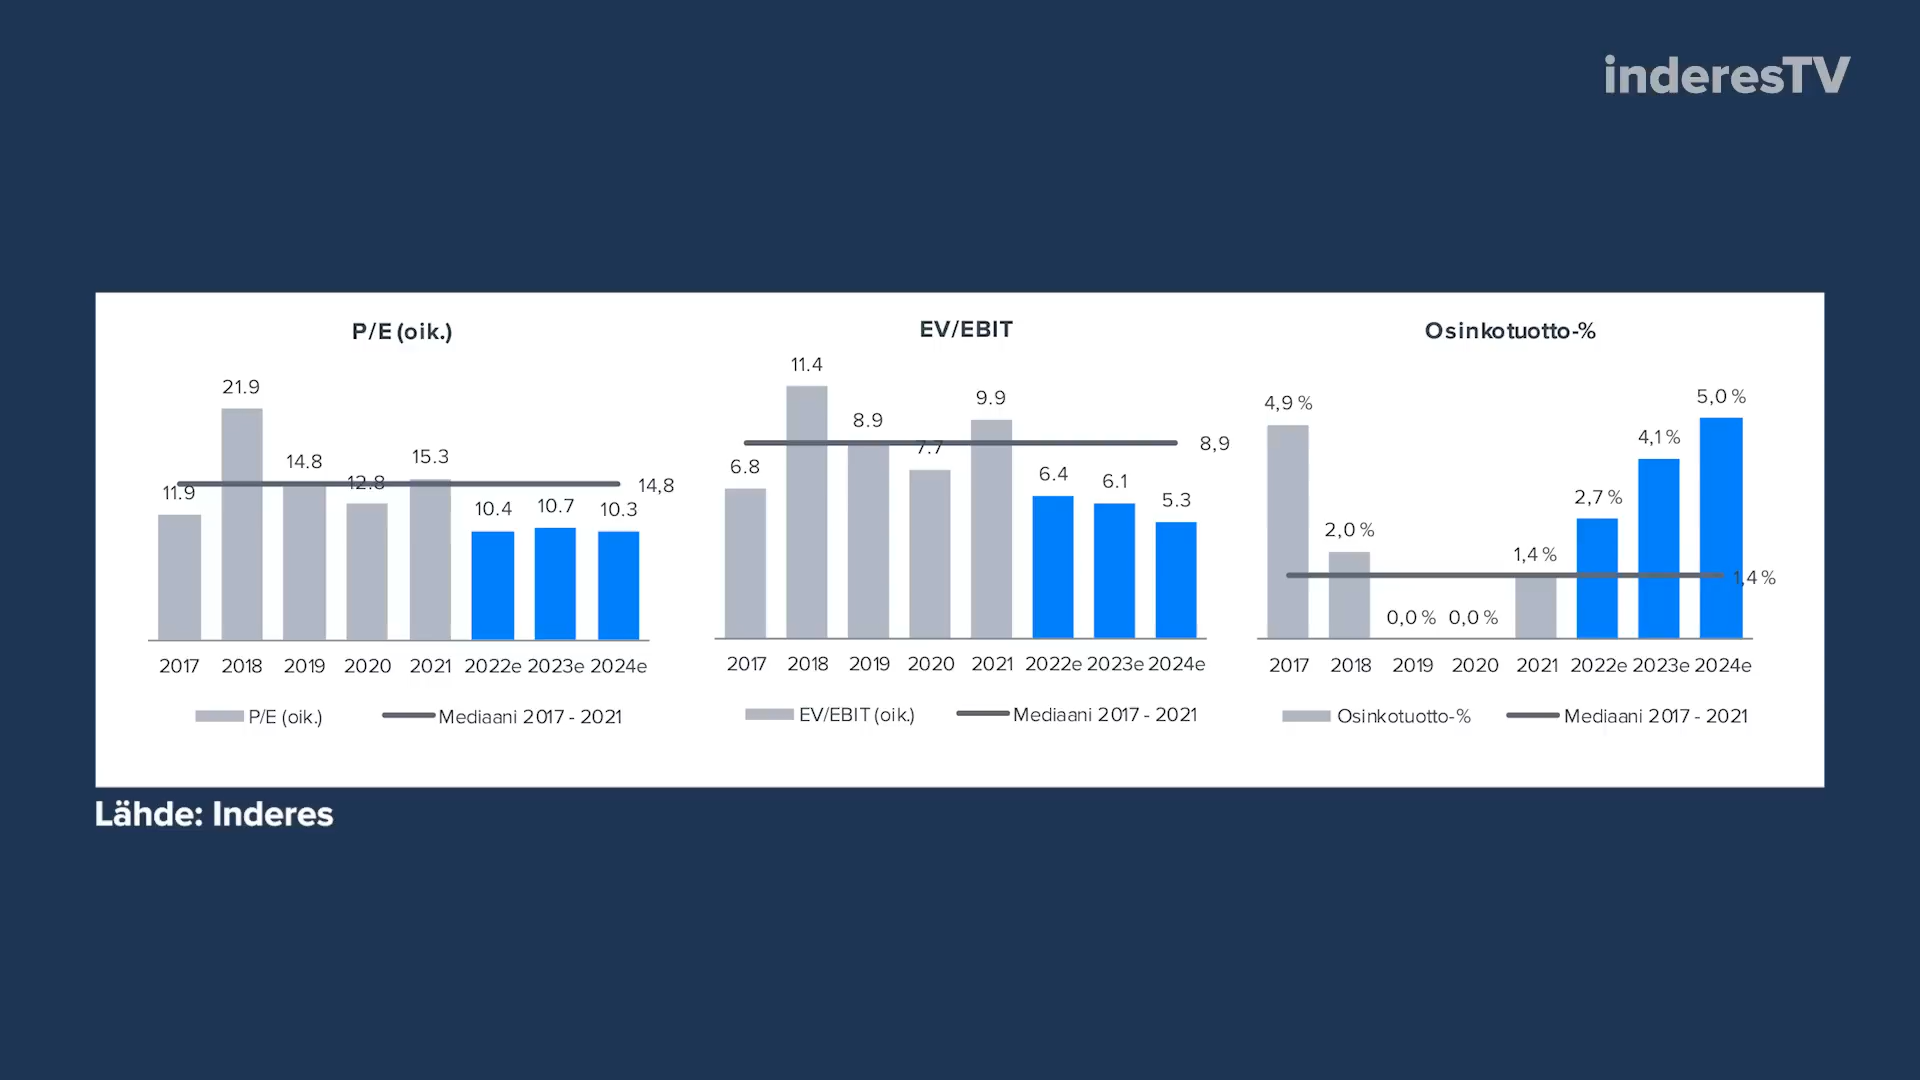 inderesTV
P/E (oik.)
21.9
14.8
15.3
11.9
12.8
14,8
10.4
10.7
10.3
2017 2018 2019 2020 2021 2022e 2023e 2024e
P/E (oik.) Mediaani 2017 - 2021
EV/EBIT
11.4
9.9
8.9
7.7
8,9
6.8
6.4
6.1
5.3
2017 2018 2019 2020 2021 2022e 2023e 2024e
EV/EBIT (oik.) Mediaani 2017 - 2021
Osinkotuotto-%
4,9 %
5,0 %
4,1 %
2,7 %
2,0 %
1,4 %
1,4 %
0,0 % 0,0 %
2017 2018 2019 2020 2021 2022e 2023e 2024e
Osinkotuotto-% Mediaani 2017 - 2021
Lähde: Inderes